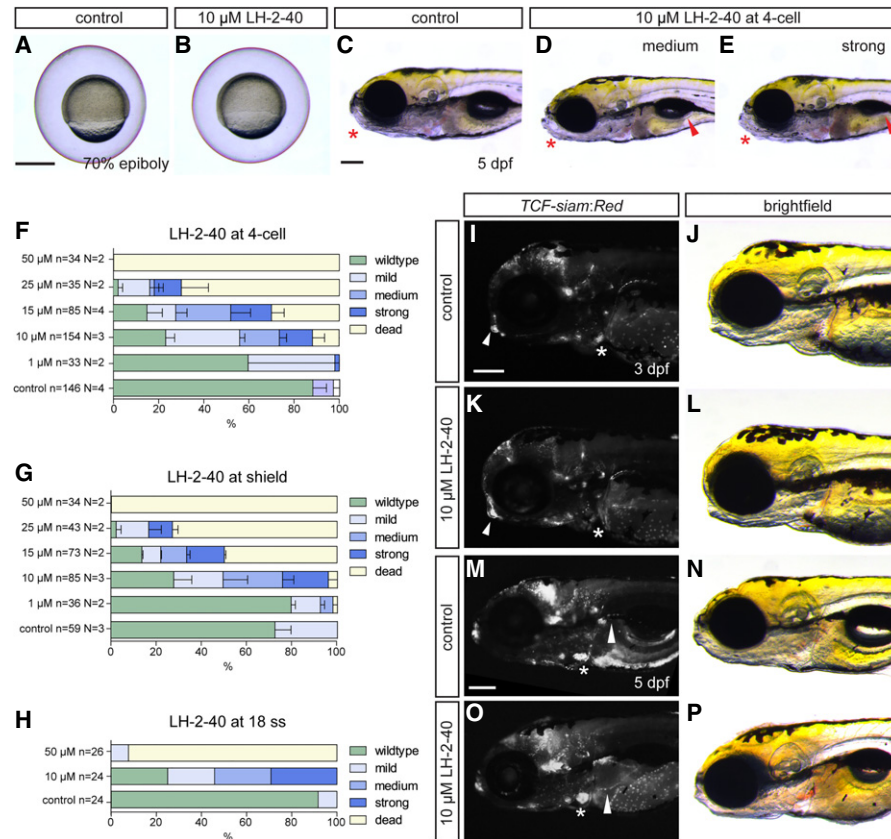 control
10 µM LH-2-40
control
10 µM LH-2-40 at 4-cell
A
B
C
D
medium
E
strong
70% epiboly
*
5 dpf
*
*
F
LH-2-40 at 4-cell
50 µM n=34 N=2
25 µM n=35 N=2
15 µM n=85 N=4
10 µM n=154 N=3
1 µM n=33 N=2
control n=146 N=4
0 20 40 60 80 100
%
wildtype
mild
medium
strong
dead
G
LH-2-40 at shield
50 µM n=34 N=2
25 µM n=43 N=2
15 µM n=73 N=2
10 µM n=85 N=3
1 µM n=36 N=2
control n=59 N=3
0 20 40 60 80 100
%
wildtype
mild
medium
strong
dead
H
LH-2-40 at 18 ss
50 µM n=26
10 µM n=24
control n=24
0 20 40 60 80 100
%
wildtype
mild
medium
strong
dead
TCF-siam:Red
brightfield
control
I
*
3 dpf
J
10 µM LH-2-40
K
*
L
control
M
*
5 dpf
N
10 µM LH-2-40
O
*
P